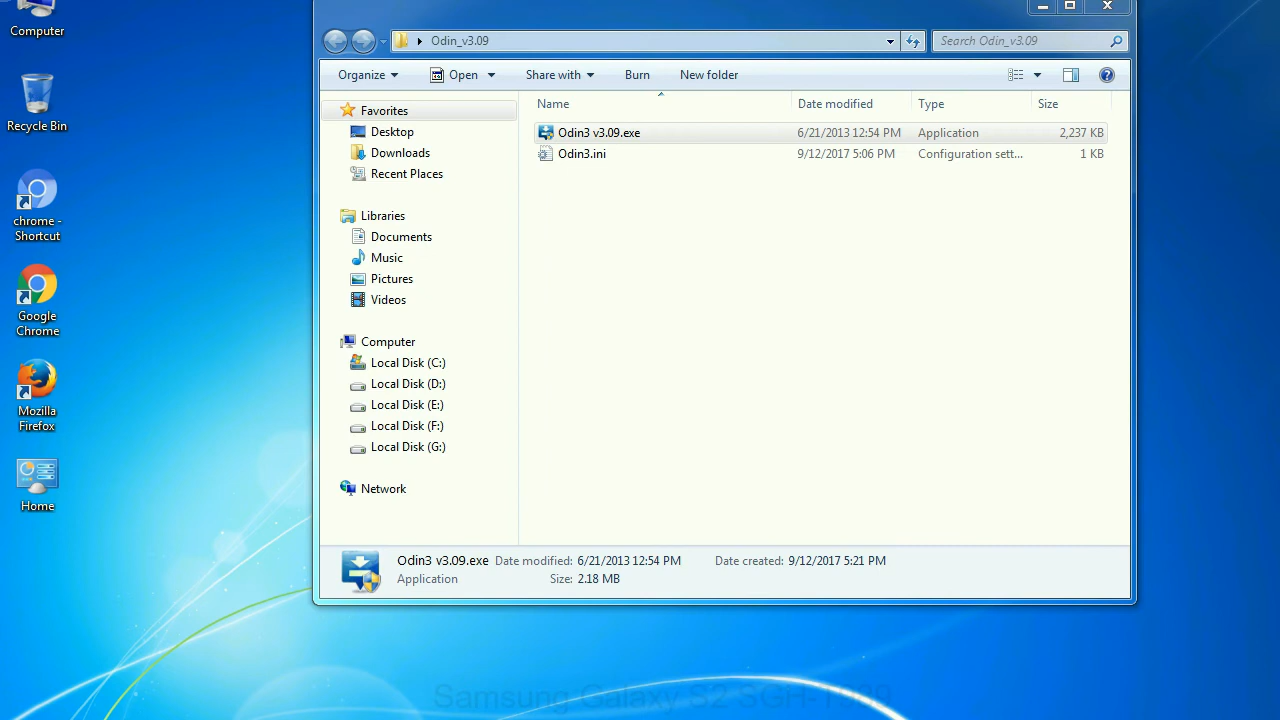 Computer
Recycle Bin
chrome -
Shortcut
Google
Chrome
Mozilla
Firefox
Home
Odin_v3.09
Search Odin_v3.09
Organize
Open
Share with
Burn
New folder
Favorites
Desktop
Downloads
Recent Places
Libraries
Documents
Music
Pictures
Videos
Computer
Local Disk (C:)
Local Disk (D:)
Local Disk (E:)
Local Disk (F:)
Local Disk (G:)
Network
Name Date modified Type Size
Odin3 v3.09.exe 6/21/2013 12:54 PM Application 2,237 KB
Odin3.ini 9/12/2017 5:06 PM Configuration sett... 1 KB
Odin3 v3.09.exe Date modified: 6/21/2013 12:54 PM Date created: 9/12/2017 5:21 PM
Application Size: 2.18 MB
Samsung Galaxy S2